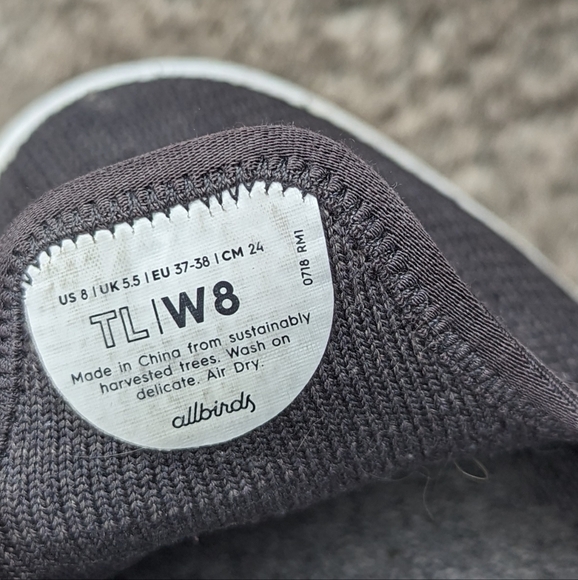 US 8 | UK 5.5 | EU 37-38 | CM 24
TL | W8
Made in China from sustainably
harvested trees. Wash on
delicate. Air Dry.
allbirds
0718 RM1